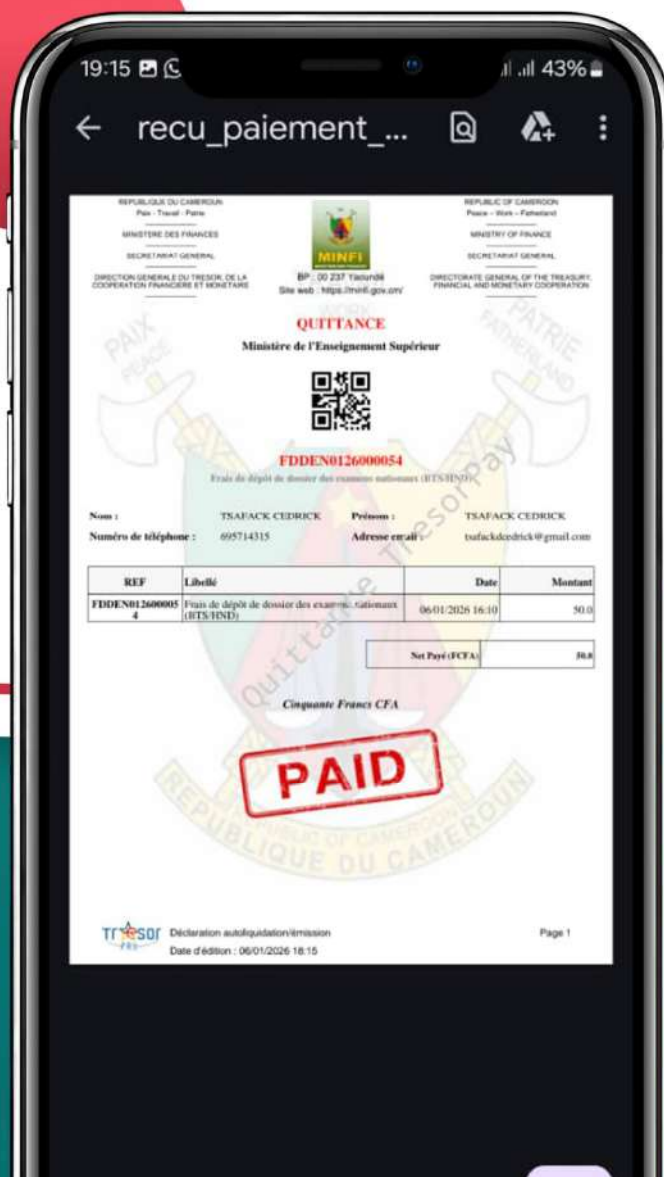 19:15
43%
recu_paiement_...
REPUBLIQUE DU CAMEROUN
Paix - Travail - Patrie
MINISTERE DES FINANCES
SECRETARIAT GENERAL
DIRECTION GENERALE DU TRESOR, DE LA
COOPERATION FINANCIERE ET MONETAIRE
MINFI
BP : 00 237 Yaoundé
Site web : https://minfi.gov.cm/
REPUBLIC OF CAMEROON
Peace - Work - Fatherland
MINISTRY OF FINANCE
SECRETARIAT GENERAL
DIRECTORATE GENERAL OF THE TREASURY,
FINANCIAL AND MONETARY COOPERATION
PAIX
PEACE
WORK
PATRIE
FATHERLAND
QUITTANCE
Ministère de l'Enseignement Supérieur
FDDEN0126000054
Frais de dépôt de dossier des examens nationaux (BTS/HND)
Nom : TSAFACK CEDRICK Prénom : TSAFACK CEDRICK
Numéro de téléphone : 695714315 Adresse email : tsafackdcedrick@gmail.com
REF Libellé Date Montant
FDDEN012600005 Frais de dépôt de dossier des examens nationaux 06/01/2026 16:10 50.0
4 (BTS/HND)
Net Payé (FCFA) 50.0
Quittance TresorPay
Cinquante Francs CFA
PAID
REPUBLIC OF CAMEROON
REPUBLIQUE DU CAMEROUN
TresOr
PAY
Déclaration autoliquidation/émission
Page 1
Date d'édition : 06/01/2026 18:15